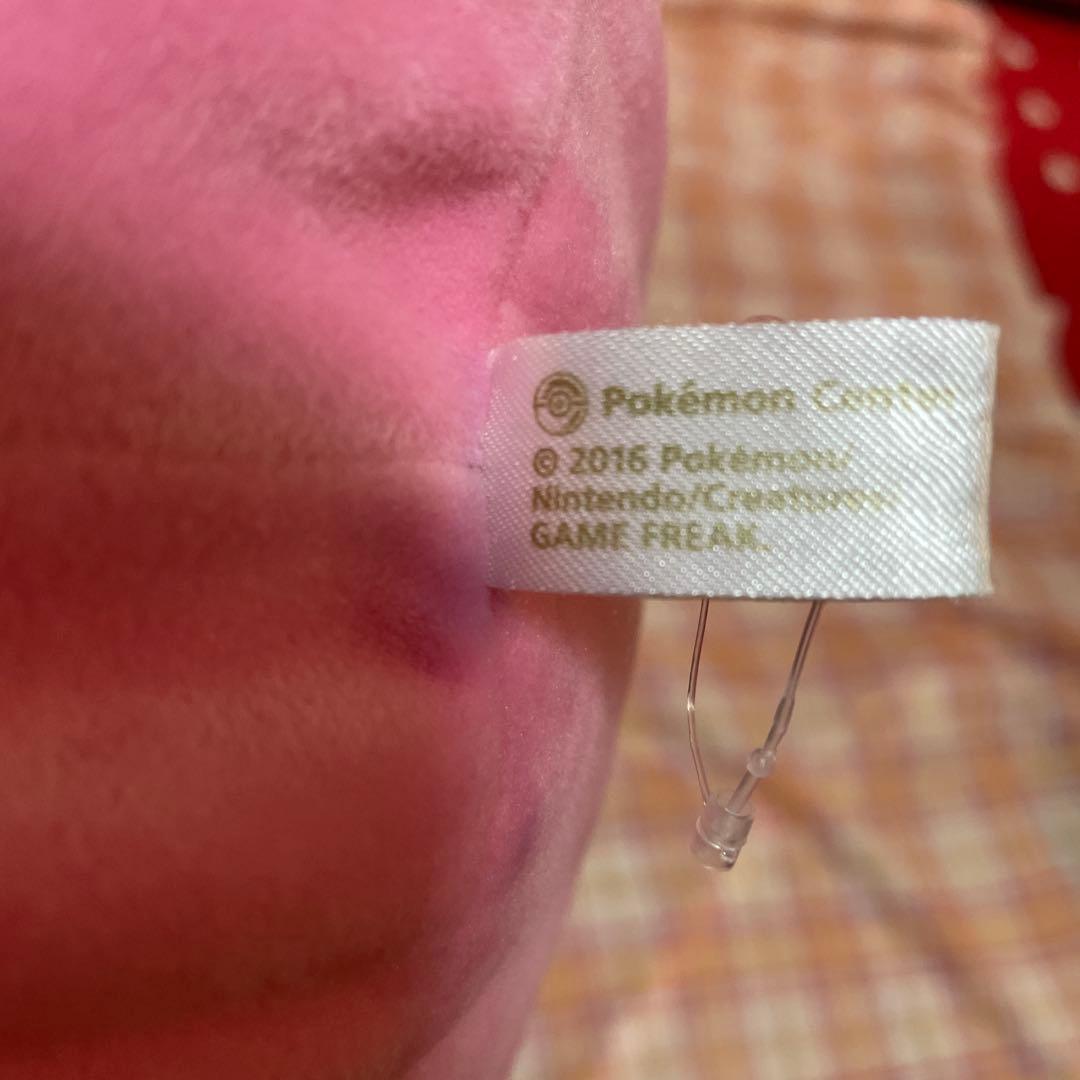 Pokémon Center
© 2016 Pokémon/
Nintendo/Creatures/
GAME FREAK.